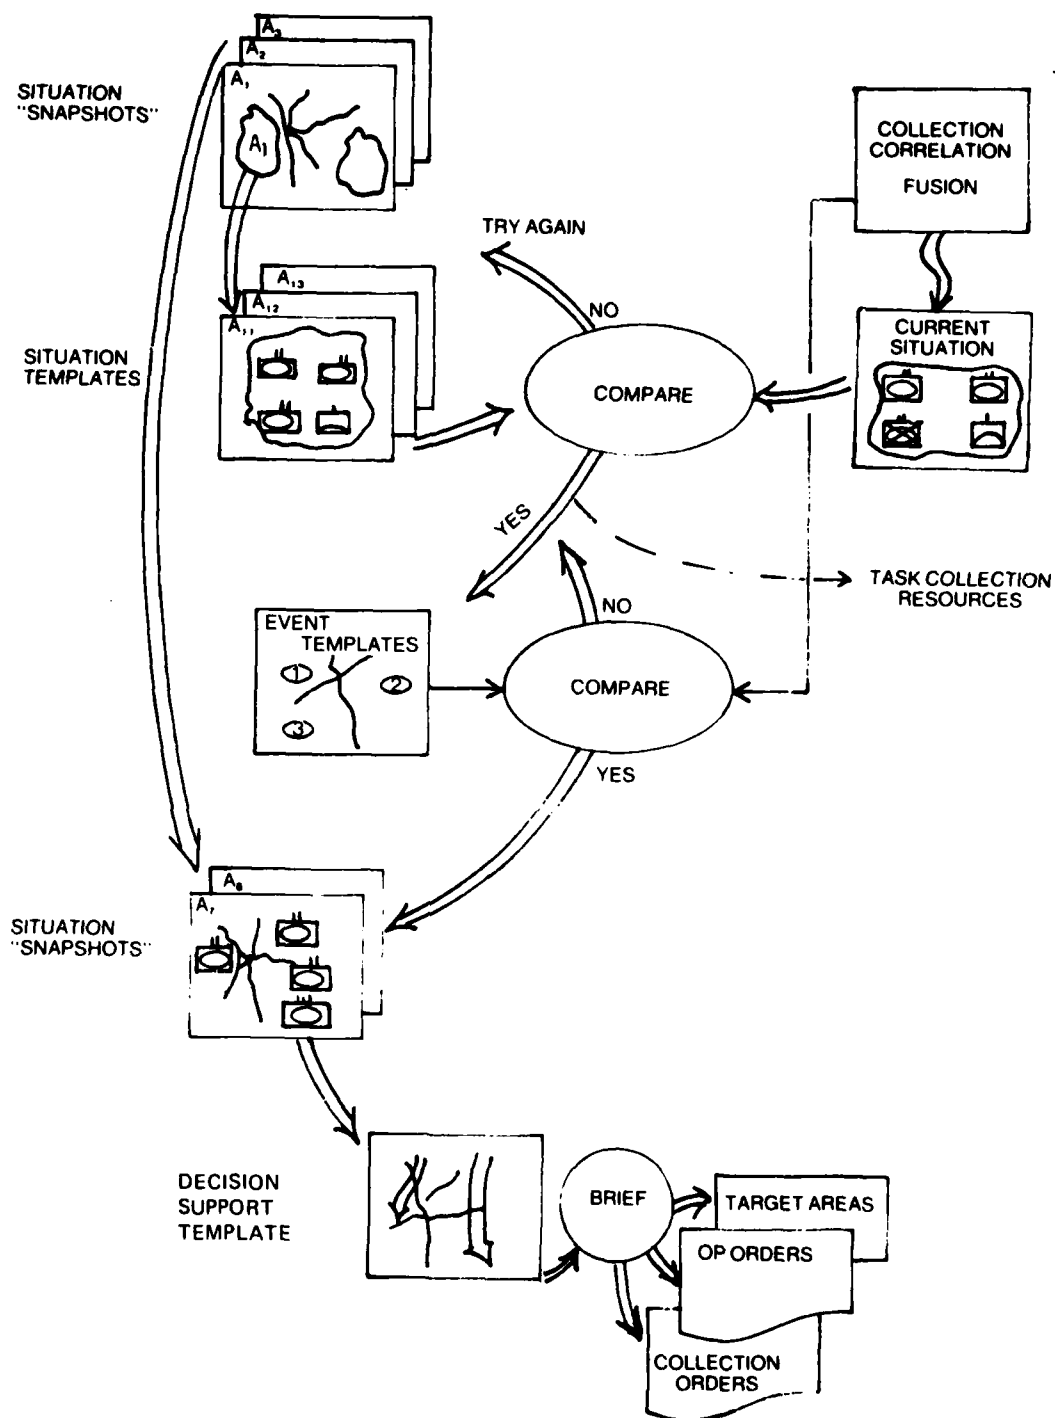 A₃
A₂
A₁
SITUATION
"SNAPSHOTS"
A₁
COLLECTION
CORRELATION
FUSION
TRY AGAIN
NO
A₁₃
A₁₂
A₁₁
SITUATION
TEMPLATES
COMPARE
CURRENT
SITUATION
YES
TASK COLLECTION
RESOURCES
NO
EVENT
TEMPLATES
1
2
3
COMPARE
YES
A₈
A₇
SITUATION
"SNAPSHOTS"
DECISION
SUPPORT
TEMPLATE
BRIEF
TARGET AREAS
OP ORDERS
COLLECTION
ORDERS